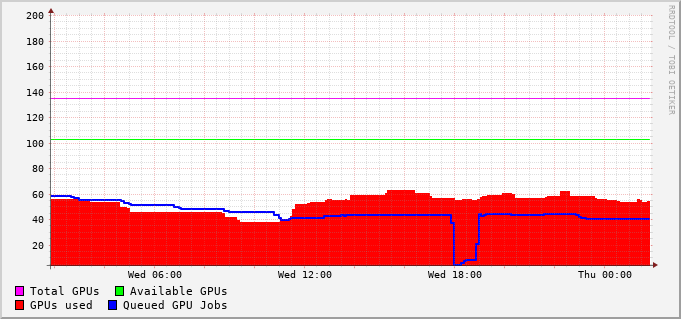 200
180
160
140
120
100
80
60
40
20
Wed 06:00 Wed 12:00 Wed 18:00 Thu 00:00
Total GPUs Available GPUs
GPUs used Queued GPU Jobs
RRDTOOL / TOBI OETIKER